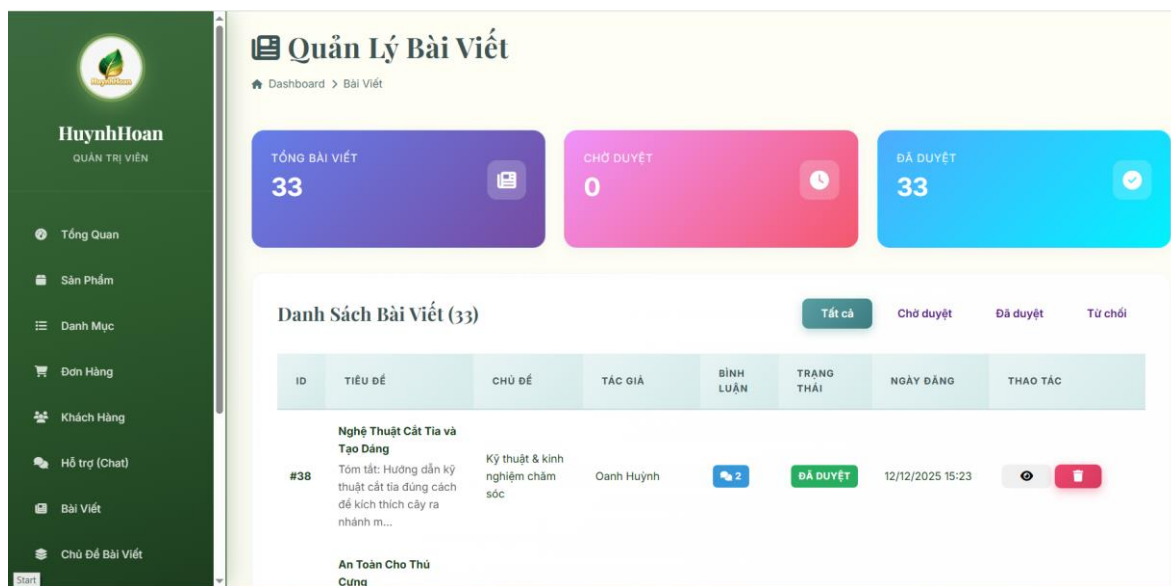 HuynhHoan
HuynhHoan
QUẢN TRỊ VIÊN
Tổng Quan
Sản Phẩm
Danh Mục
Đơn Hàng
Khách Hàng
Hỗ trợ (Chat)
Bài Viết
Chủ Đề Bài Viết
Start
Quản Lý Bài Viết
Dashboard > Bài Viết
TỔNG BÀI VIẾT
33
CHỜ DUYỆT
0
ĐÃ DUYỆT
33
Danh Sách Bài Viết (33)
Tất cả
Chờ duyệt
Đã duyệt
Từ chối
ID
TIÊU ĐỀ
CHỦ ĐỀ
TÁC GIẢ
BÌNH
LUẬN
TRẠNG
THÁI
NGÀY ĐĂNG
THAO TÁC
#38
Nghệ Thuật Cắt Tỉa và
Tạo Dáng
Tóm tắt: Hướng dẫn kỹ
thuật cắt tỉa đúng cách
để kích thích cây ra
nhánh m...
Kỹ thuật & kinh
nghiệm chăm
sóc
Oanh Huỳnh
2
ĐÃ DUYỆT
12/12/2025 15:23
An Toàn Cho Thú
Cưng